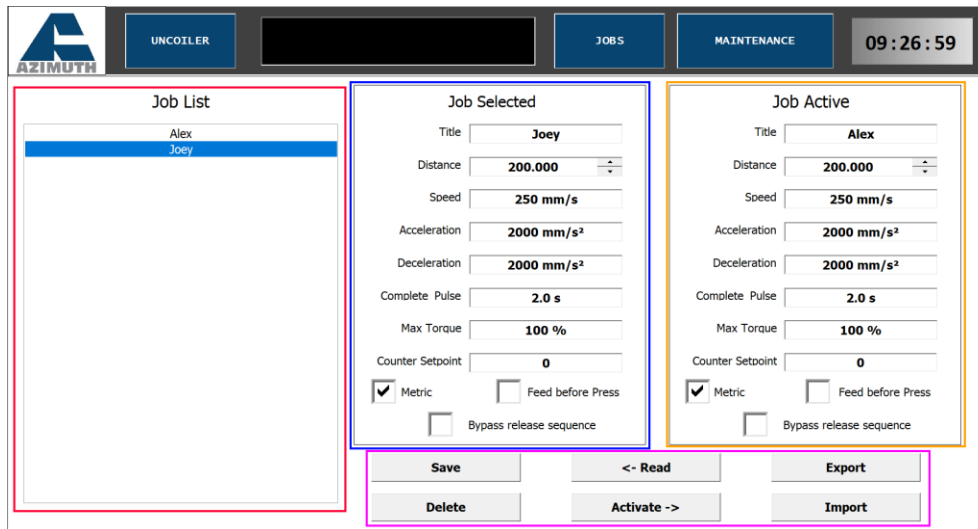 AZIMUTH
UNCOILER
JOBS
MAINTENANCE
09:26:59
Job List
Alex
Joey
Job Selected
Title Joey
Distance 200.000
Speed 250 mm/s
Acceleration 2000 mm/s²
Deceleration 2000 mm/s²
Complete Pulse 2.0 s
Max Torque 100 %
Counter Setpoint 0
Metric Feed before Press
Bypass release sequence
Job Active
Title Alex
Distance 200.000
Speed 250 mm/s
Acceleration 2000 mm/s²
Deceleration 2000 mm/s²
Complete Pulse 2.0 s
Max Torque 100 %
Counter Setpoint 0
Metric Feed before Press
Bypass release sequence
Save <- Read Export
Delete Activate -> Import